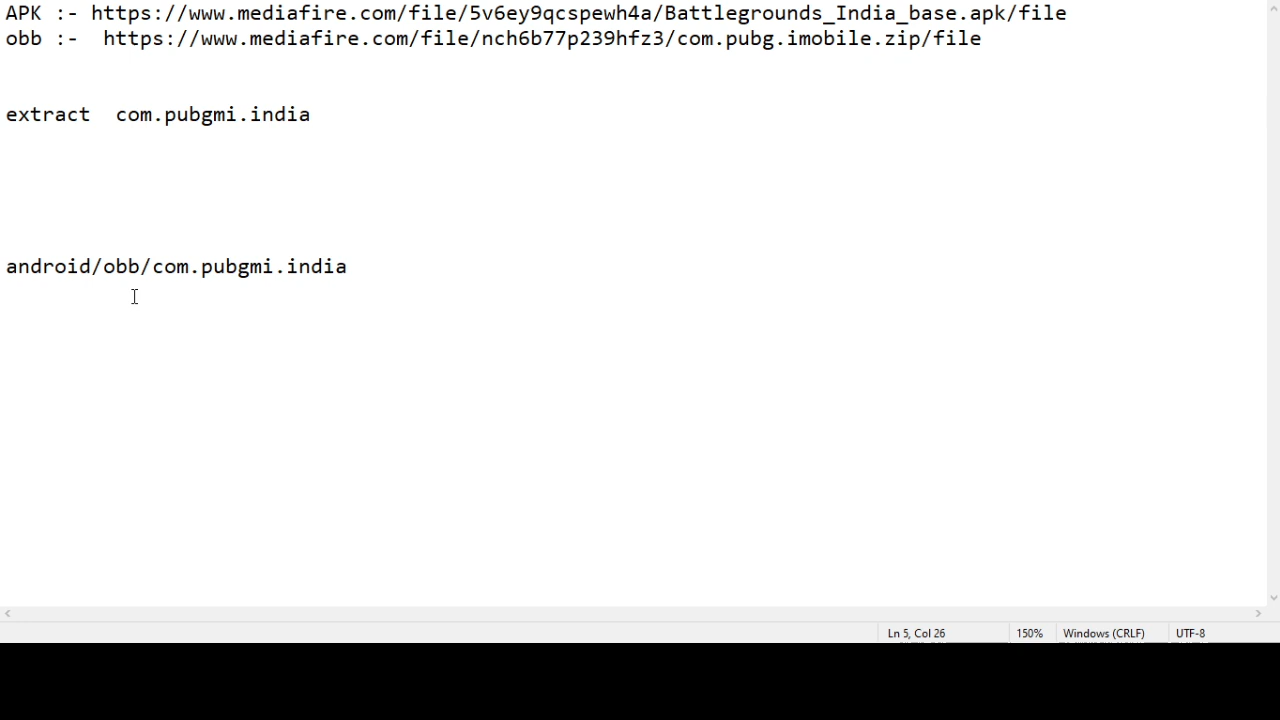 APK :- https://www.mediafire.com/file/5v6ey9qcspewh4a/Battlegrounds_India_base.apk/file
obb :-  https://www.mediafire.com/file/nch6b77p239hfz3/com.pubg.imobile.zip/file
extract  com.pubgmi.india
android/obb/com.pubgmi.india
Ln 5, Col 26 150% Windows (CRLF) UTF-8